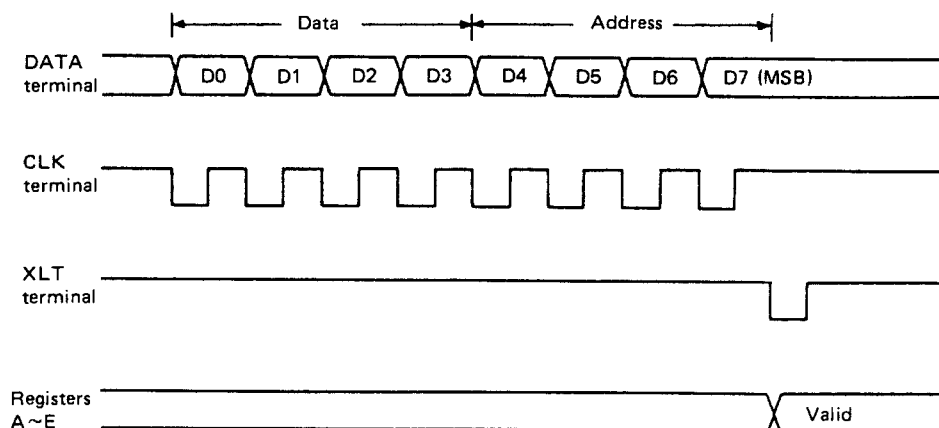 Data Address
DATA
terminal
D0 D1 D2 D3 D4 D5 D6 D7 (MSB)
CLK
terminal
XLT
terminal
Registers
A~E
Valid